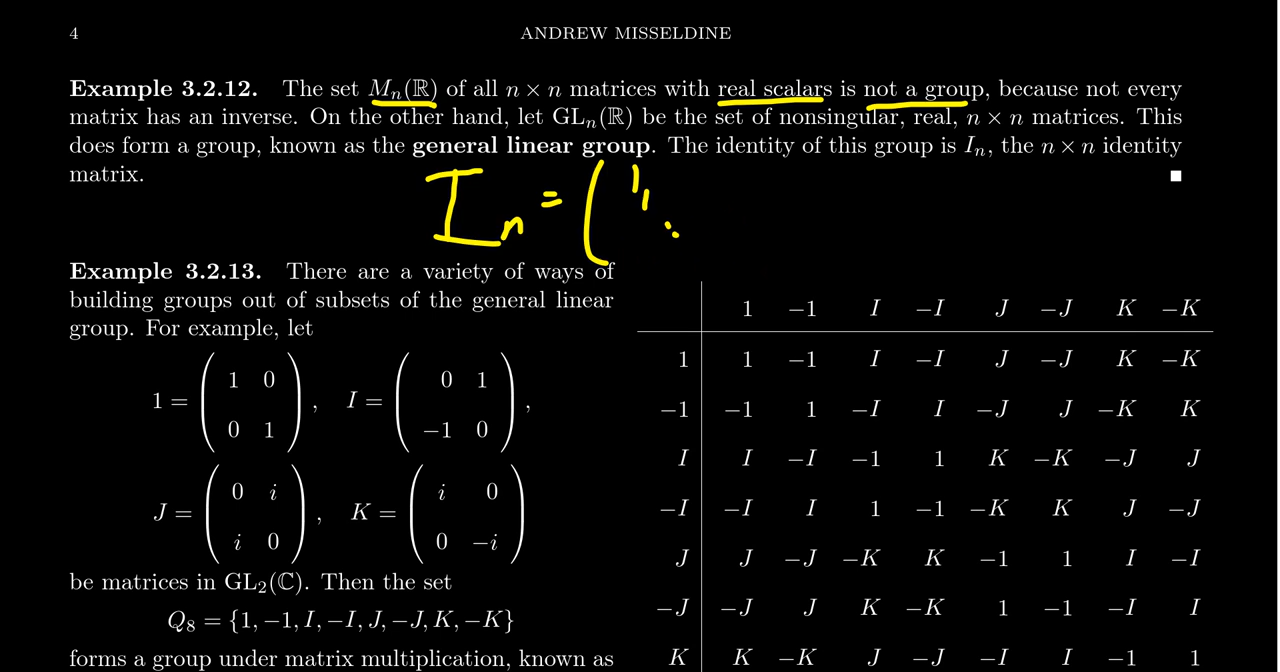 4 ANDREW MISSELDINE
Example 3.2.12. The set Mₙ(ℝ) of all n × n matrices with real scalars is not a group, because not every
matrix has an inverse. On the other hand, let GLₙ(ℝ) be the set of nonsingular, real, n × n matrices. This
does form a group, known as the general linear group. The identity of this group is Iₙ, the n × n identity
matrix.
Iₙ = ( 1 1 ⋱
Example 3.2.13. There are a variety of ways of
building groups out of subsets of the general linear
group. For example, let
1 = ( 1 0
0 1 ) , I = ( 0 1
−1 0 ) ,
J = ( 0 i
i 0 ) , K = ( i 0
0 −i )
be matrices in GL₂(ℂ). Then the set
Q₈ = {1, −1, I, −I, J, −J, K, −K}
forms a group under matrix multiplication, known as
1 −1 I −I J −J K −K
1 1 −1 I −I J −J K −K
−1 −1 1 −I I −J J −K K
I I −I −1 1 K −K −J J
−I −I I 1 −1 −K K J −J
J J −J −K K −1 1 I −I
−J −J J K −K 1 −1 −I I
K K −K J −J −I I −1 1